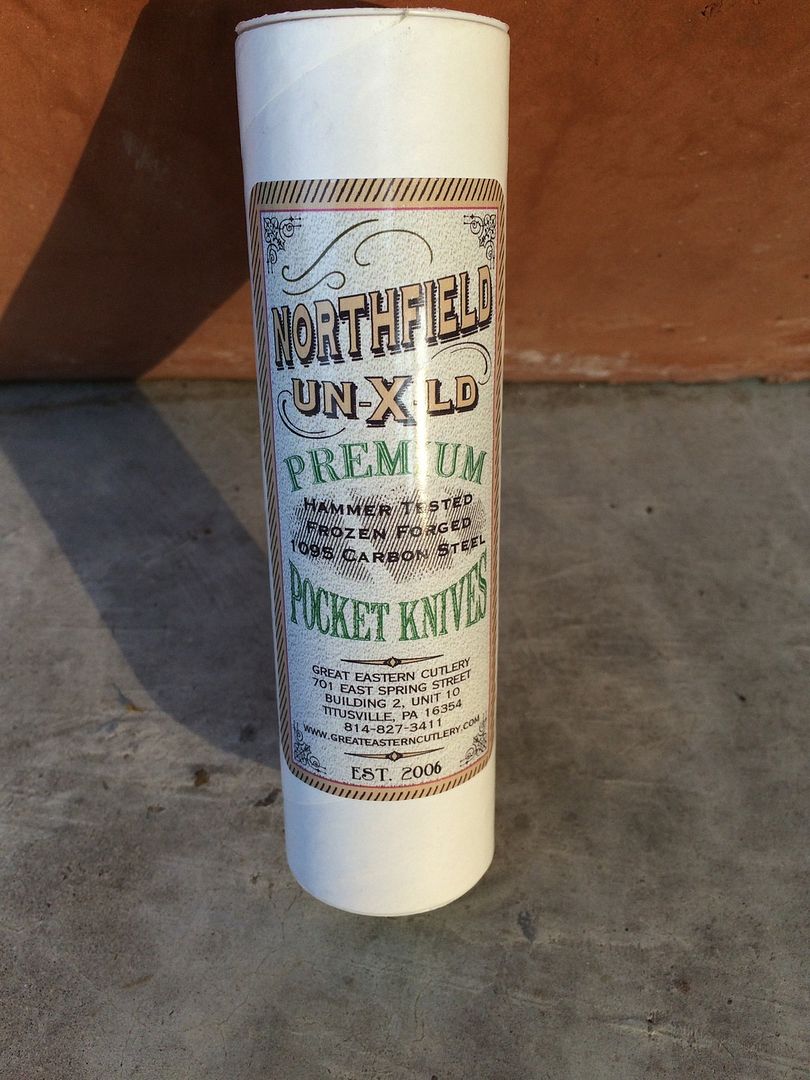 NORTHFIELD
UN-X-LD
PREMIUM
HAMMER TESTED
FROZEN FORGED
1095 CARBON STEEL
POCKET KNIVES
GREAT EASTERN CUTLERY
701 EAST SPRING STREET
BUILDING 2, UNIT 10
TITUSVILLE, PA 16354
814-827-3411
WWW.GREATEASTERNCUTLERY.COM
EST. 2006